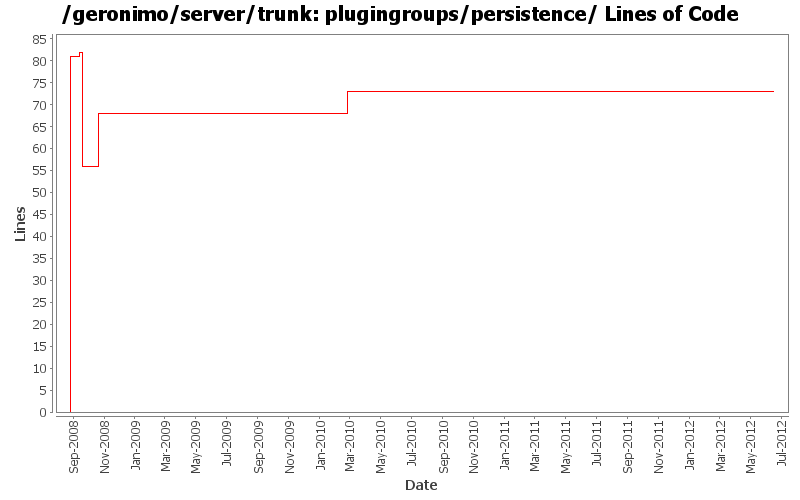 /geronimo/server/trunk: plugingroups/persistence/ Lines of Code
85
80
75
70
65
60
55
50
45
40
35
30
25
20
15
10
5
0
Lines
Sep-2008
Nov-2008
Jan-2009
Mar-2009
May-2009
Jul-2009
Sep-2009
Nov-2009
Jan-2010
Mar-2010
May-2010
Jul-2010
Sep-2010
Nov-2010
Jan-2011
Mar-2011
May-2011
Jul-2011
Sep-2011
Nov-2011
Jan-2012
Mar-2012
May-2012
Jul-2012
Date